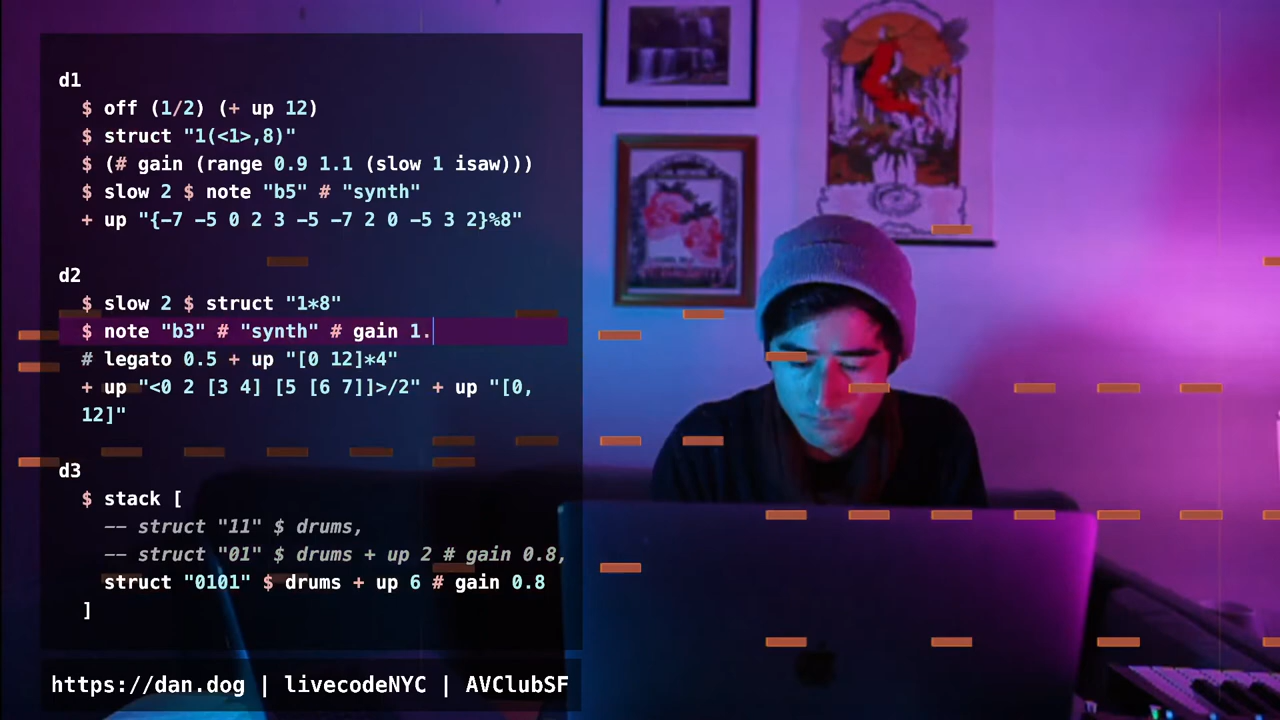 d1
$ off (1/2) (+ up 12)
$ struct "1(<1>,8)"
$ (# gain (range 0.9 1.1 (slow 1 isaw)))
$ slow 2 $ note "b5" # "synth"
+ up "{-7 -5 0 2 3 -5 -7 2 0 -5 3 2}%8"
d2
$ slow 2 $ struct "1*8"
$ note "b3" # "synth" # gain 1.
# legato 0.5 + up "[0 12]*4"
+ up "<0 2 [3 4] [5 [6 7]]>/2" + up "[0,
12]"
d3
$ stack [
-- struct "11" $ drums,
-- struct "01" $ drums + up 2 # gain 0.8,
struct "0101" $ drums + up 6 # gain 0.8
]
https://dan.dog | livecodeNYC | AVClubSF